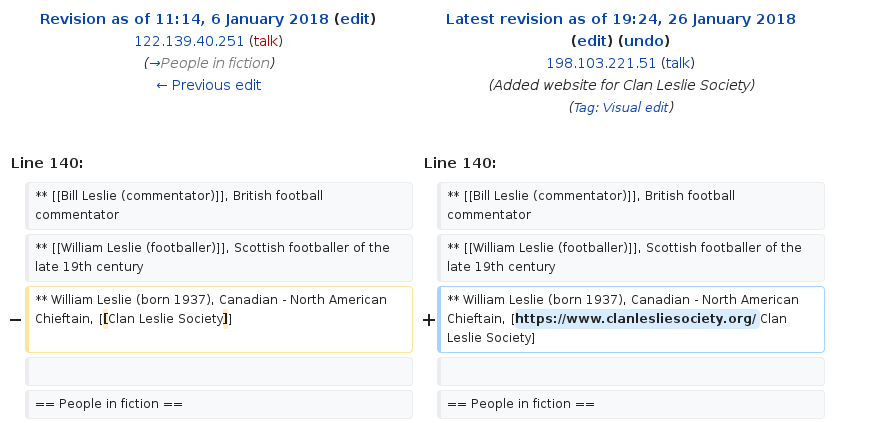 Revision as of 11:14, 6 January 2018 (edit)
122.139.40.251 (talk)
(→People in fiction)
← Previous edit
Latest revision as of 19:24, 26 January 2018
(edit) (undo)
198.103.221.51 (talk)
(Added website for Clan Leslie Society)
(Tag: Visual edit)
Line 140:
Line 140:
** [[Bill Leslie (commentator)]], British football
commentator
** [[Bill Leslie (commentator)]], British football
commentator
** [[William Leslie (footballer)]], Scottish footballer of the
late 19th century
** [[William Leslie (footballer)]], Scottish footballer of the
late 19th century
− ** William Leslie (born 1937), Canadian - North American
Chieftain, [[Clan Leslie Society]]
+ ** William Leslie (born 1937), Canadian - North American
Chieftain, [https://www.clanlesliesociety.org/ Clan
Leslie Society]
== People in fiction ==
== People in fiction ==